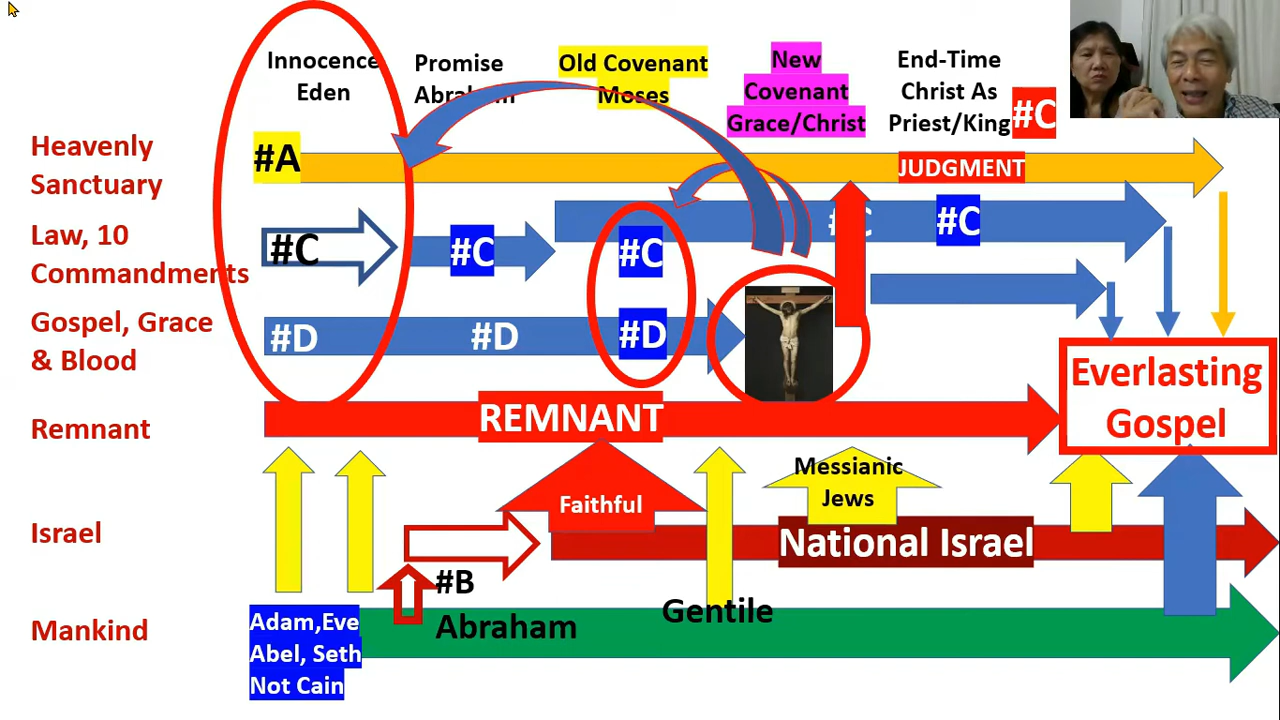 Innocence
Eden
Promise
Abraham
Old Covenant
Moses
New
Covenant
Grace/Christ
End-Time
Christ As
Priest/King
#C
Heavenly
Sanctuary
#A
JUDGMENT
Law, 10
Commandments
#C
#C
#C
#C
#C
Gospel, Grace
& Blood
#D
#D
#D
Everlasting
Gospel
Remnant
REMNANT
Messianic
Jews
Faithful
Israel
National Israel
#B
Abraham
Gentile
Mankind
Adam,Eve
Abel, Seth
Not Cain